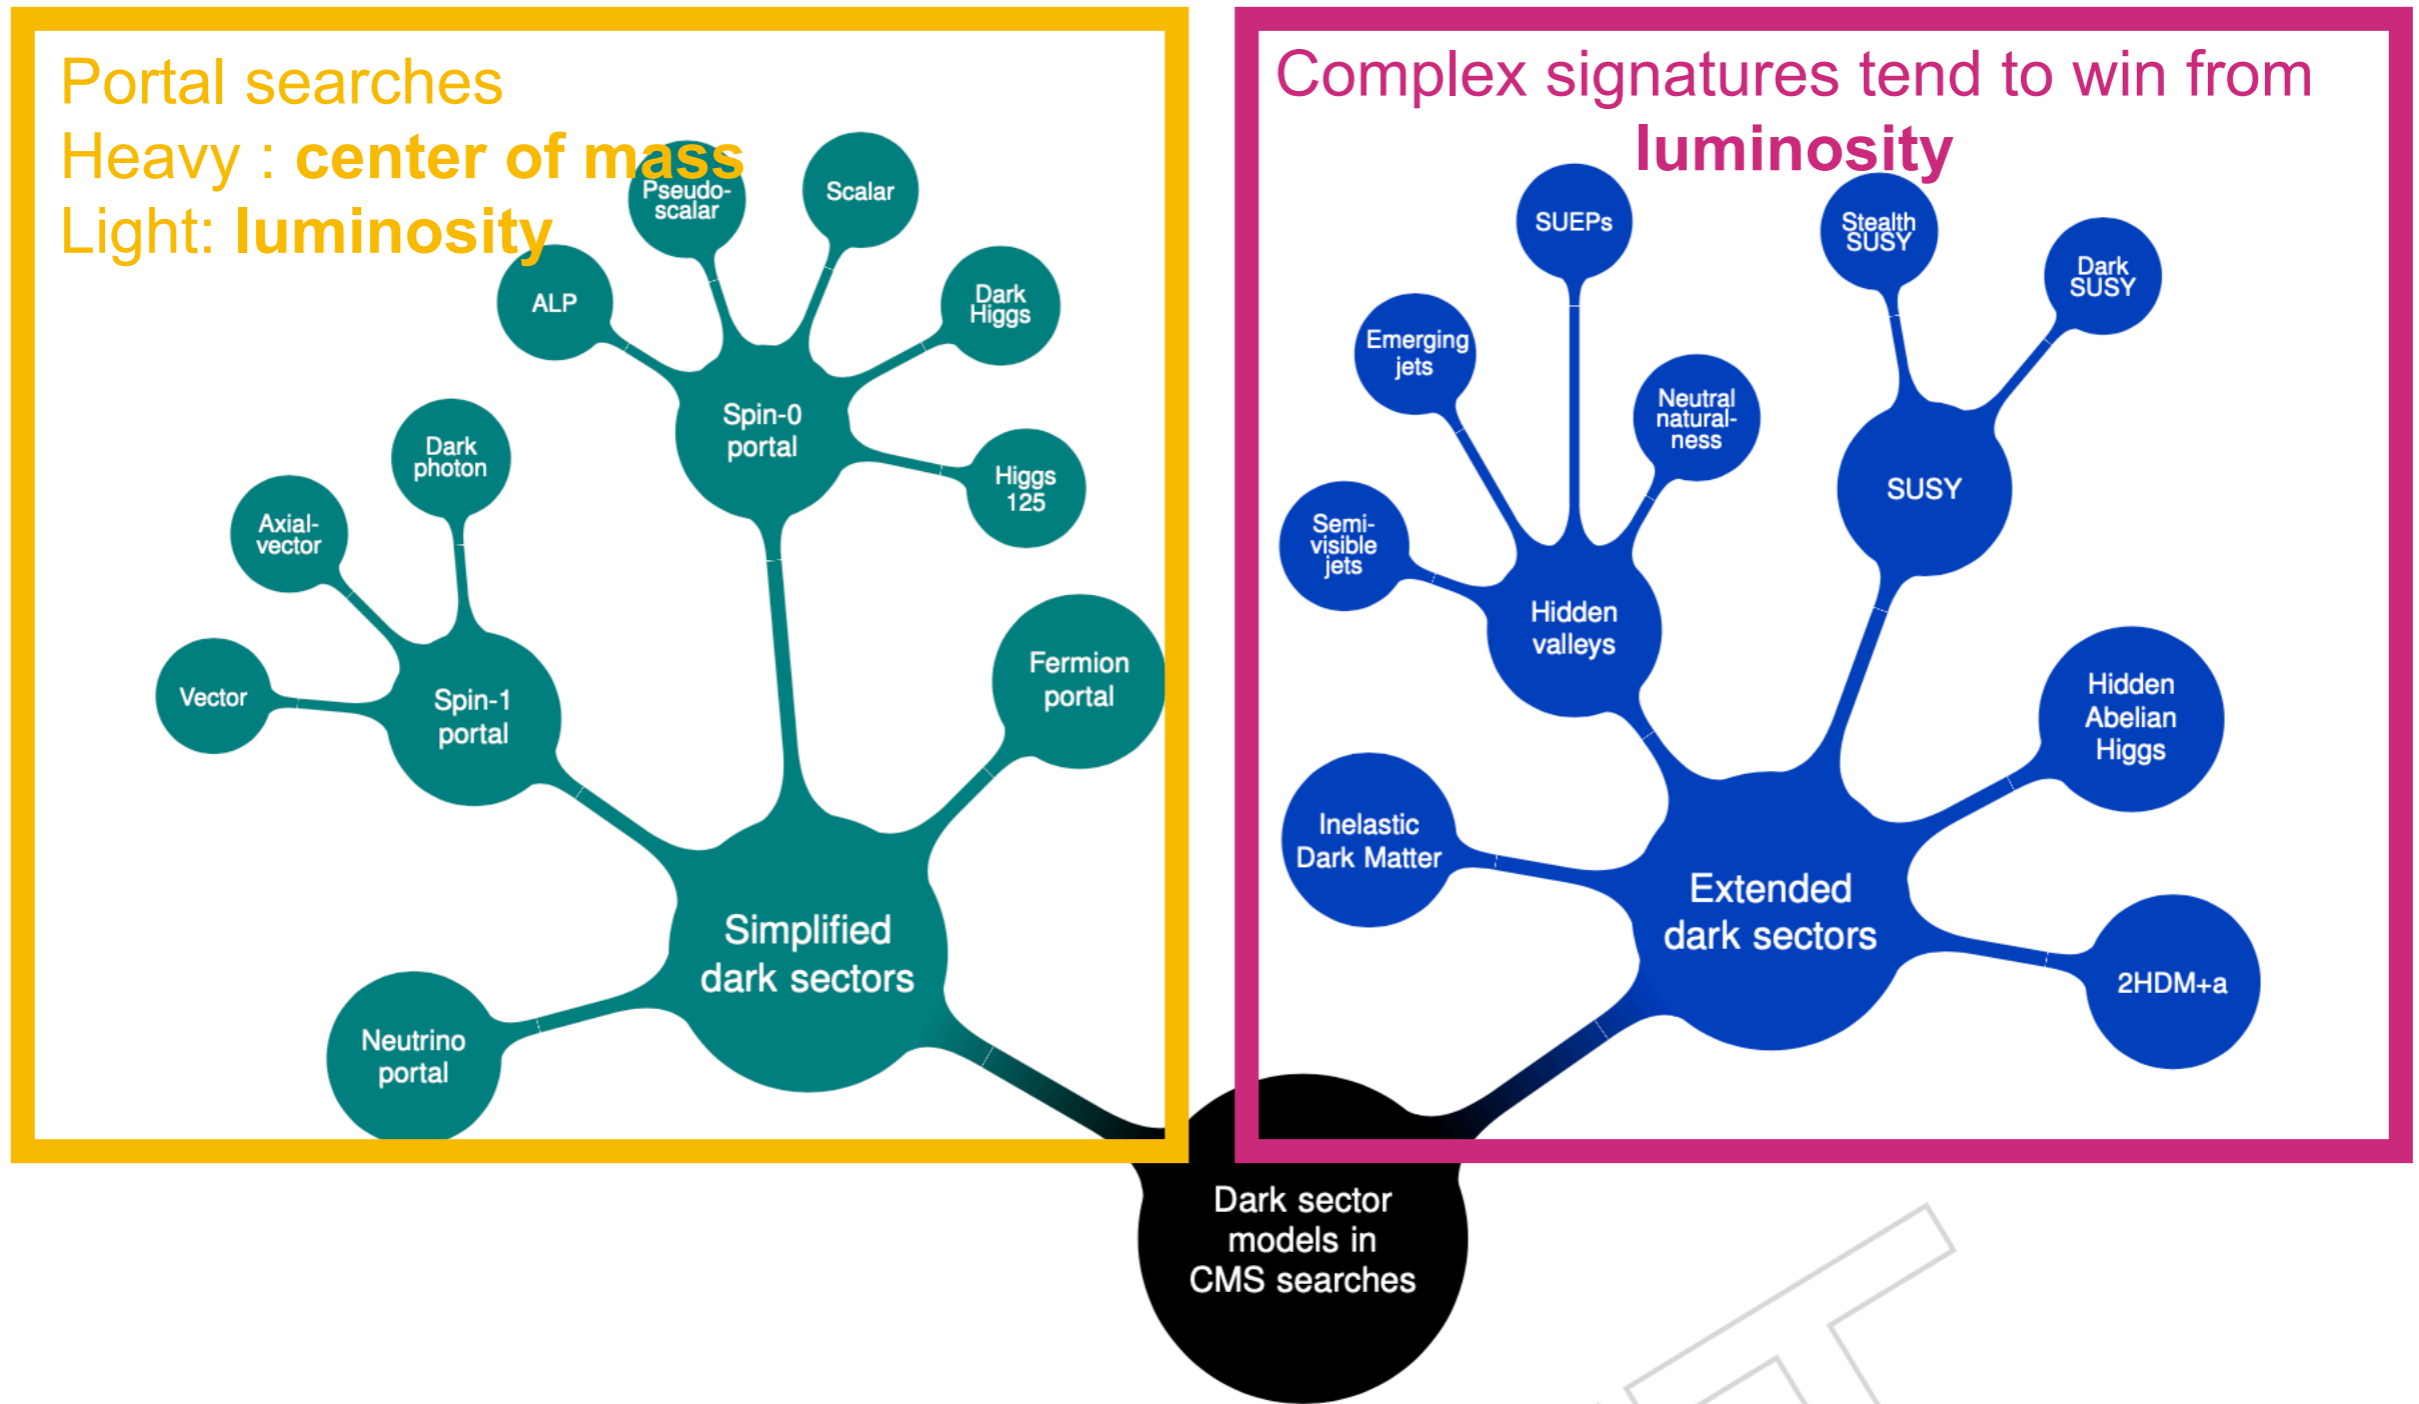 Portal searches
Heavy : center of mass
Light: luminosity
Complex signatures tend to win from
luminosity
Pseudo-
scalar
Scalar
ALP
Dark
Higgs
Spin-0
portal
Higgs
125
Dark
photon
Axial-
vector
Vector
Spin-1
portal
Fermion
portal
Simplified
dark sectors
Neutrino
portal
SUEPs
Stealth
SUSY
Dark
SUSY
Emerging
jets
Neutral
natural-
ness
SUSY
Semi-
visible
jets
Hidden
valleys
Hidden
Abelian
Higgs
Inelastic
Dark Matter
Extended
dark sectors
2HDM+a
Dark sector
models in
CMS searches